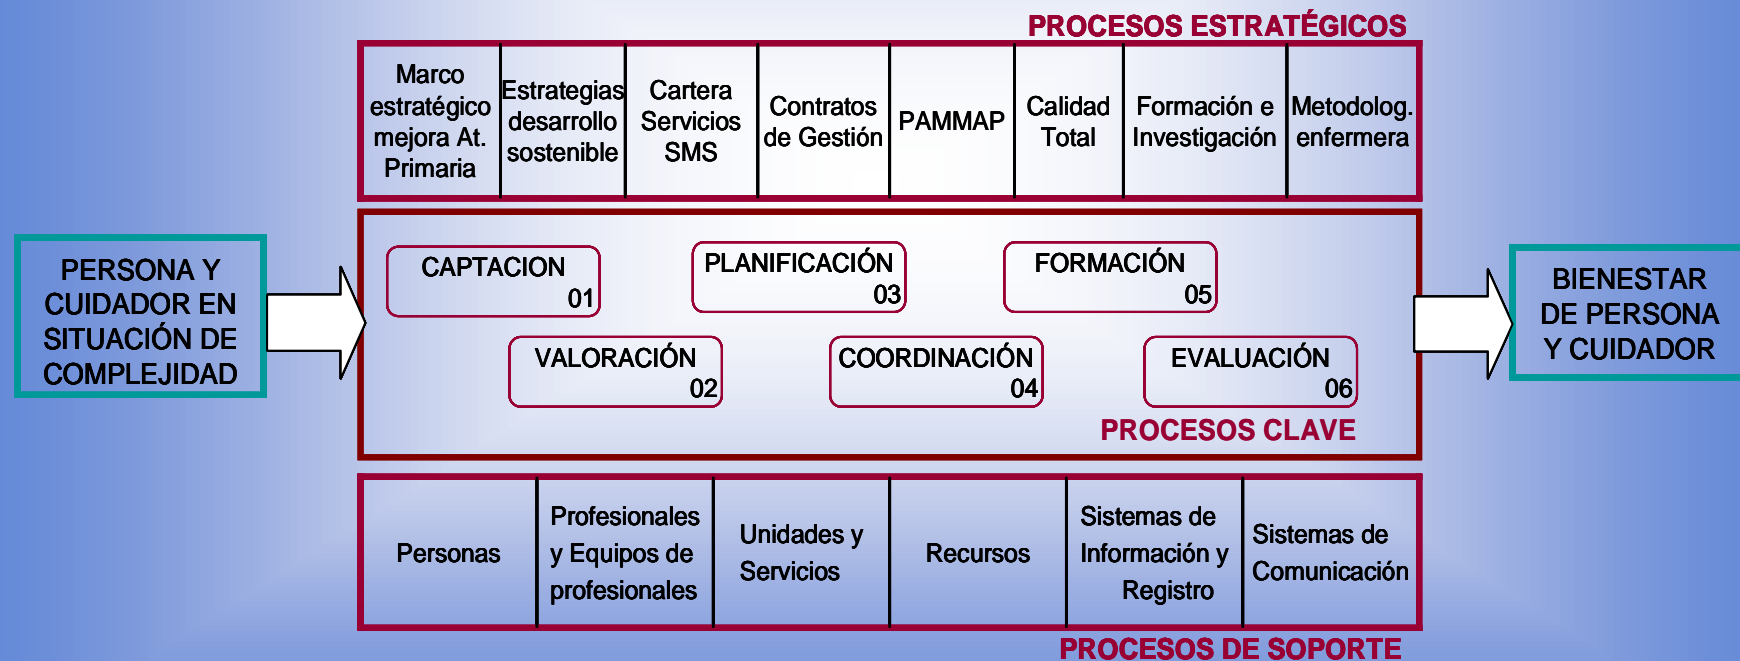 PROCESOS ESTRATÉGICOS
Marco
estratégico
mejora At.
Primaria
Estrategias
desarrollo
sostenible
Cartera
Servicios
SMS
Contratos
de Gestión
PAMMAP
Calidad
Total
Formación e
Investigación
Metodolog.
enfermera
PERSONA Y
CUIDADOR EN
SITUACIÓN DE
COMPLEJIDAD
CAPTACION
01
VALORACIÓN
02
PLANIFICACIÓN
03
COORDINACIÓN
04
FORMACIÓN
05
EVALUACIÓN
06
PROCESOS CLAVE
BIENESTAR
DE PERSONA
Y CUIDADOR
Personas
Profesionales
y Equipos de
profesionales
Unidades y
Servicios
Recursos
Sistemas de
Información y
Registro
Sistemas de
Comunicación
PROCESOS DE SOPORTE